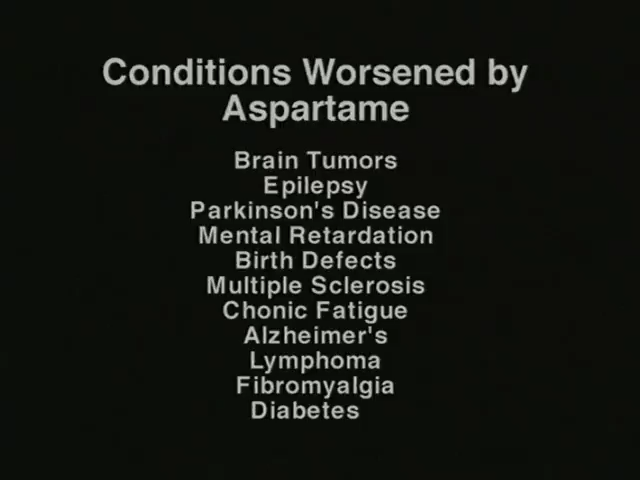 Conditions Worsened by
Aspartame
Brain Tumors
Epilepsy
Parkinson's Disease
Mental Retardation
Birth Defects
Multiple Sclerosis
Chonic Fatigue
Alzheimer's
Lymphoma
Fibromyalgia
Diabetes